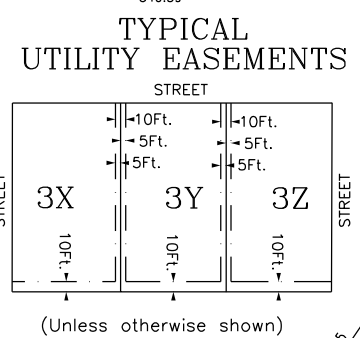 TYPICAL
UTILITY EASEMENTS
STREET
10Ft. 10Ft.
5Ft. 5Ft.
5Ft. 5Ft.
STREET 3X 3Y 3Z STREET
10Ft. 10Ft. 10Ft.
(Unless otherwise shown)